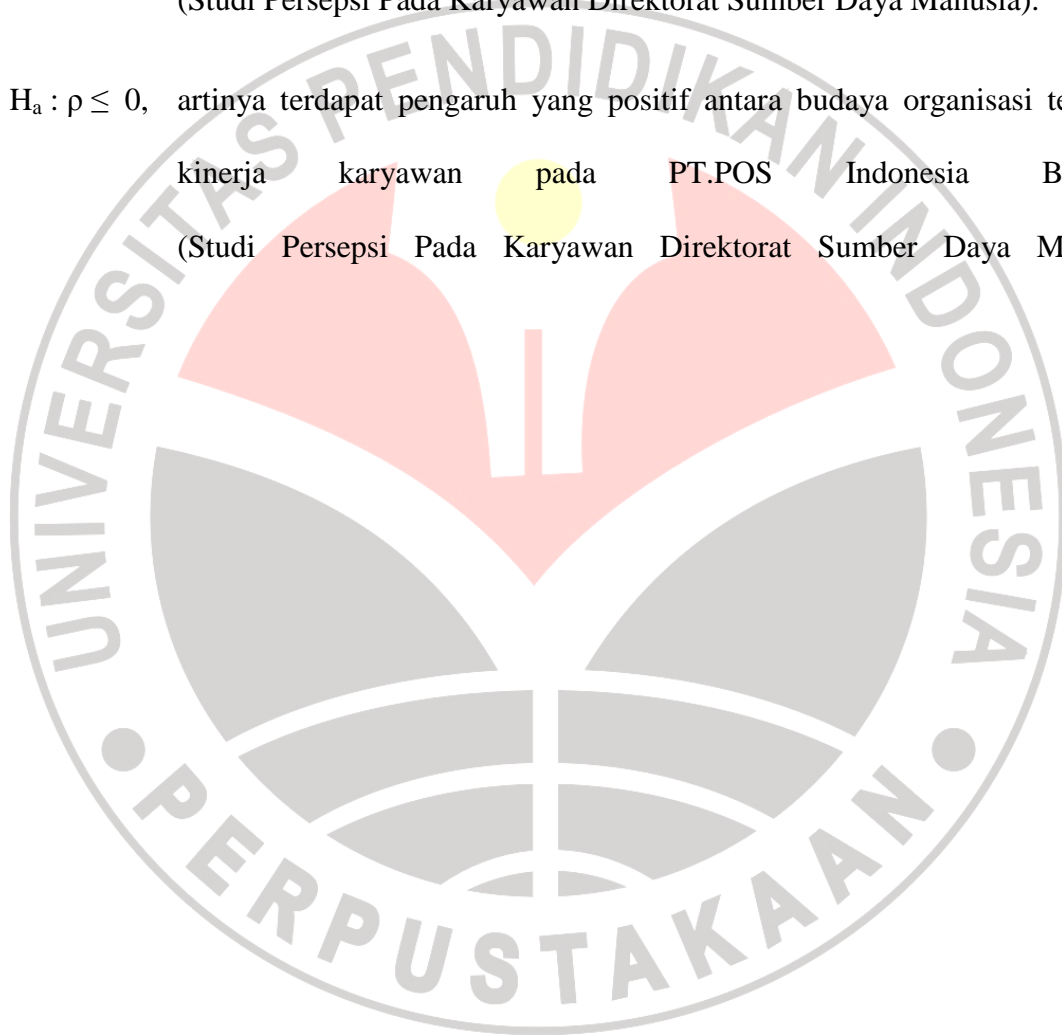 (Studi Persepsi Pada Karyawan Direktorat Sumber Daya Manusia).
Hₐ : ρ ≤ 0, artinya terdapat pengaruh yang positif antara budaya organisasi
kinerja karyawan pada PT.POS Indonesia
(Studi Persepsi Pada Karyawan Direktorat Sumber Daya
UNIVERSITAS PENDIDIKAN INDONESIA
PERPUSTAKAAN